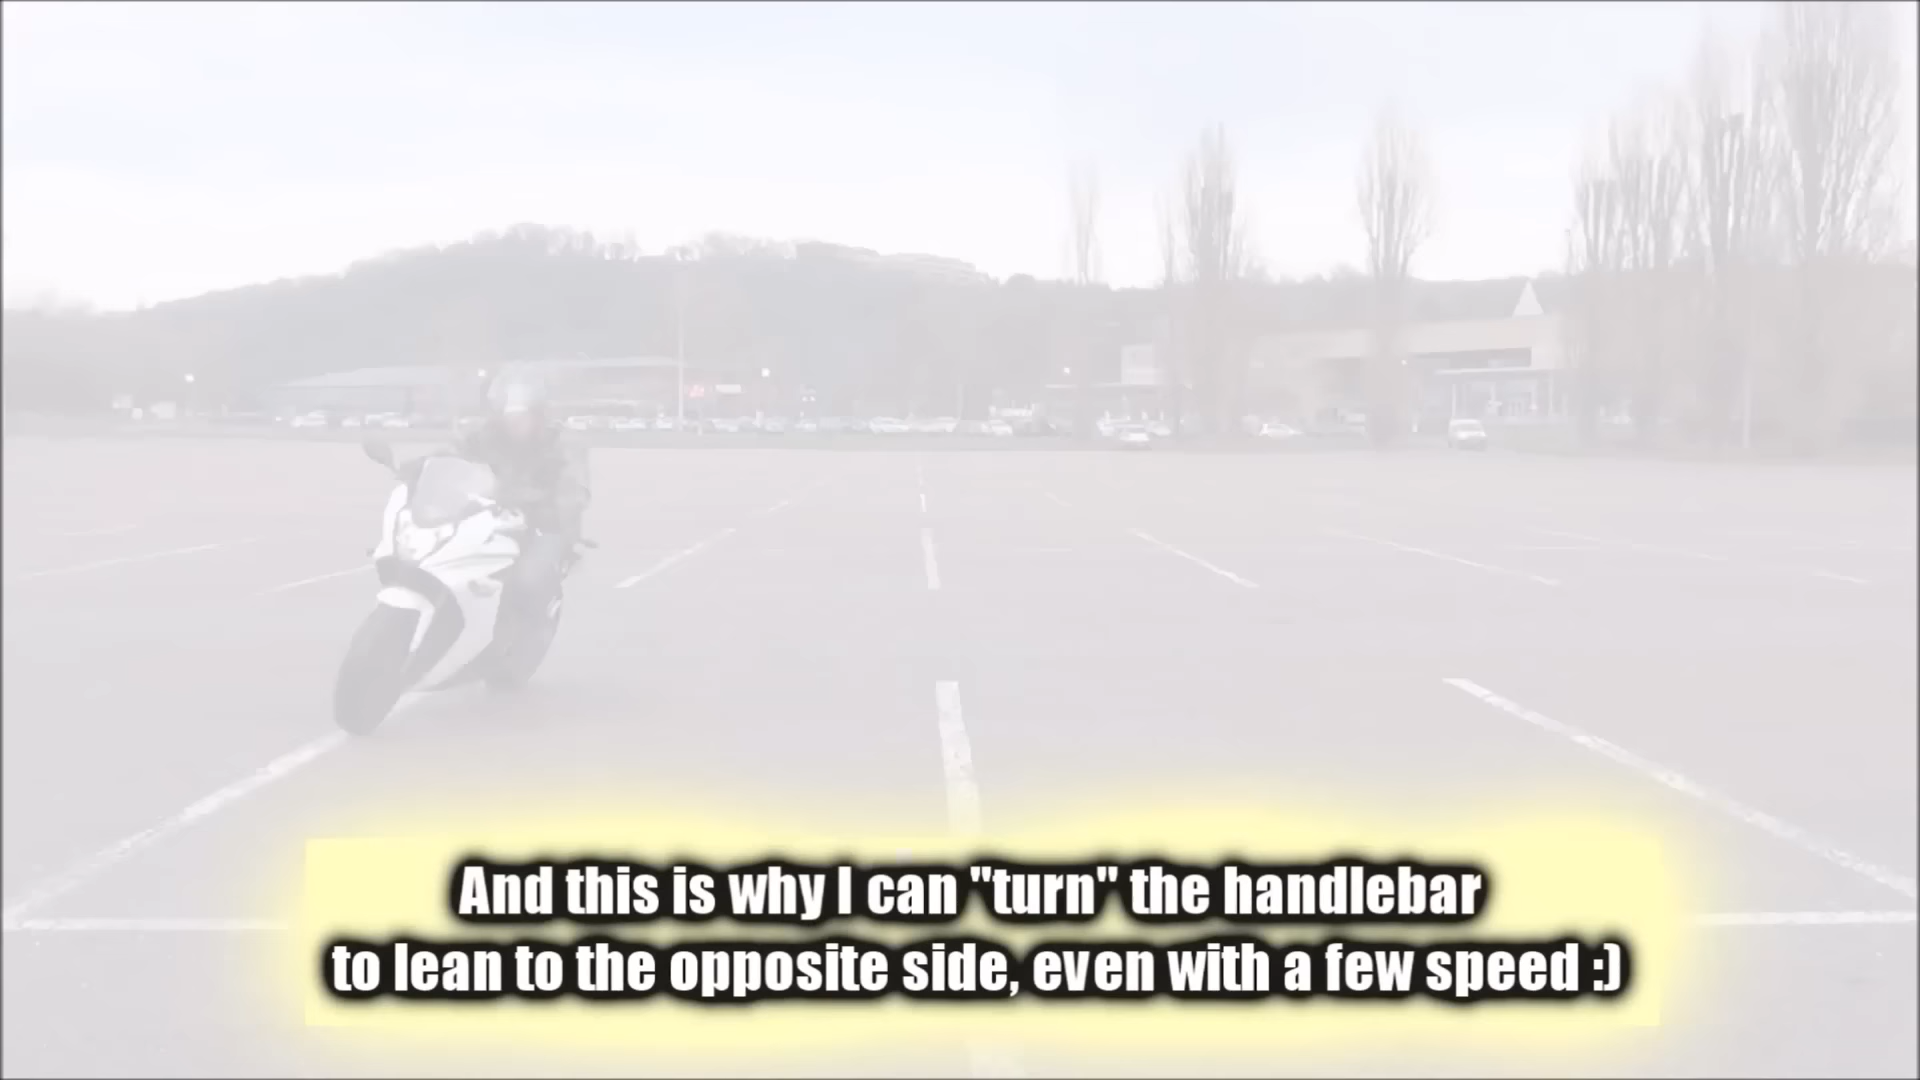 And this is why I can "turn" the handlebar
to lean to the opposite side, even with a few speed :)